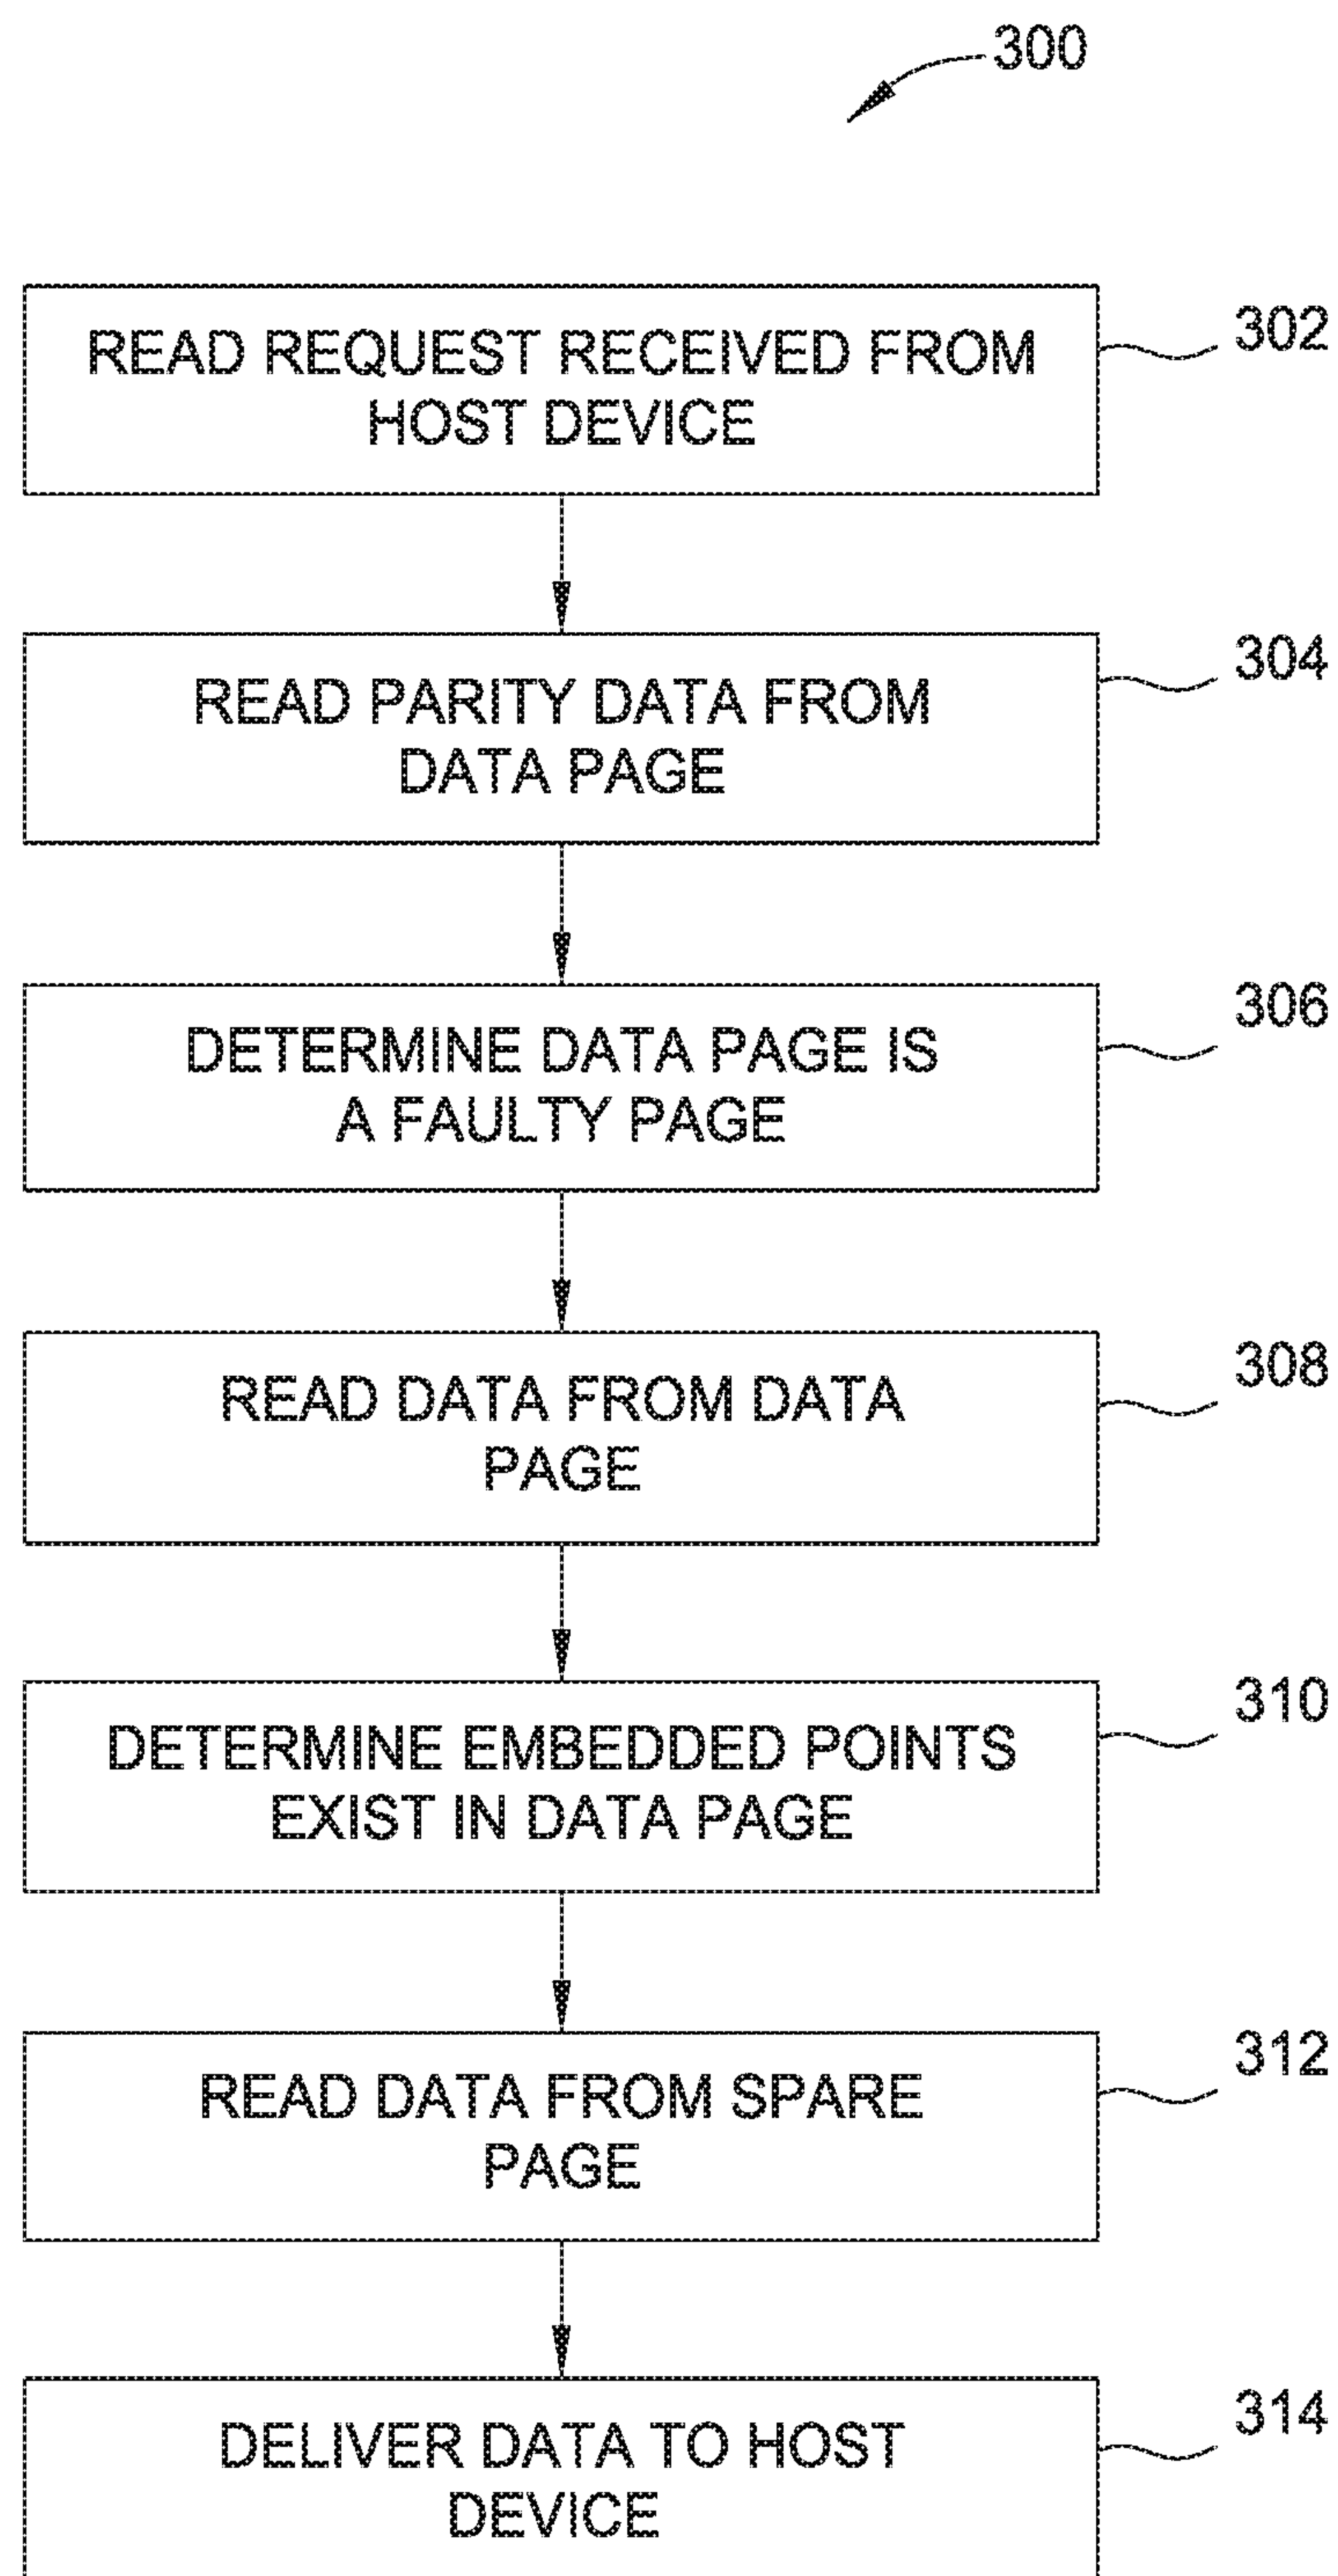 300
READ REQUEST RECEIVED FROM
HOST DEVICE
302
READ PARITY DATA FROM
DATA PAGE
304
DETERMINE DATA PAGE IS
A FAULTY PAGE
306
READ DATA FROM DATA
PAGE
308
DETERMINE EMBEDDED POINTS
EXIST IN DATA PAGE
310
READ DATA FROM SPARE
PAGE
312
DELIVER DATA TO HOST
DEVICE
314